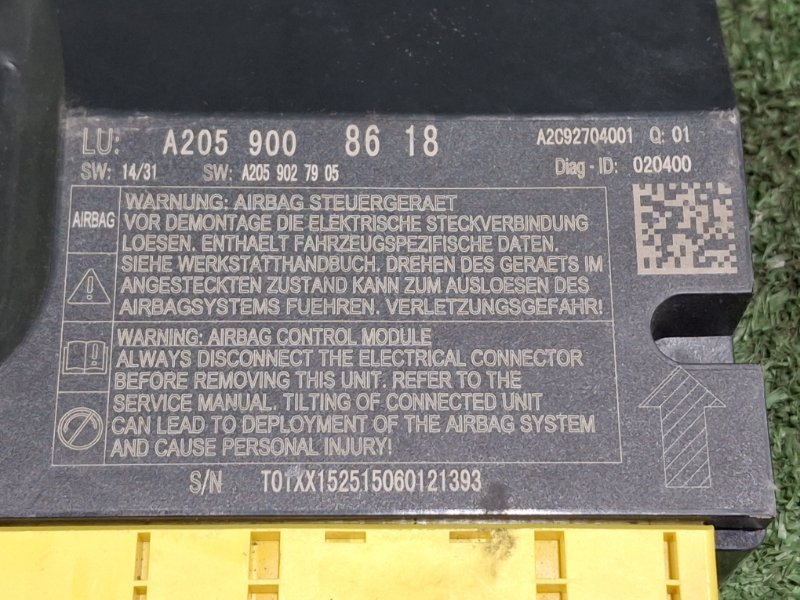 LU: A205 900 86 18 A2C92704001 Q: 01
SW: 14/31 SW: A205 902 79 05 Diag - ID: 020400
AIRBAG
WARNUNG: AIRBAG STEUERGERAET
VOR DEMONTAGE DIE ELEKTRISCHE STECKVERBINDUNG
LOESEN. ENTHAELT FAHRZEUGSPEZIFISCHE DATEN.
SIEHE WERKSTATTHANDBUCH. DREHEN DES GERAETS IM
ANGESTECKTEN ZUSTAND KANN ZUM AUSLOESEN DES
AIRBAGSYSTEMS FUEHREN. VERLETZUNGSGEFAHR!
WARNING: AIRBAG CONTROL MODULE
ALWAYS DISCONNECT THE ELECTRICAL CONNECTOR
BEFORE REMOVING THIS UNIT. REFER TO THE
SERVICE MANUAL. TILTING OF CONNECTED UNIT
CAN LEAD TO DEPLOYMENT OF THE AIRBAG SYSTEM
AND CAUSE PERSONAL INJURY!
S/N T01XX152515060121393